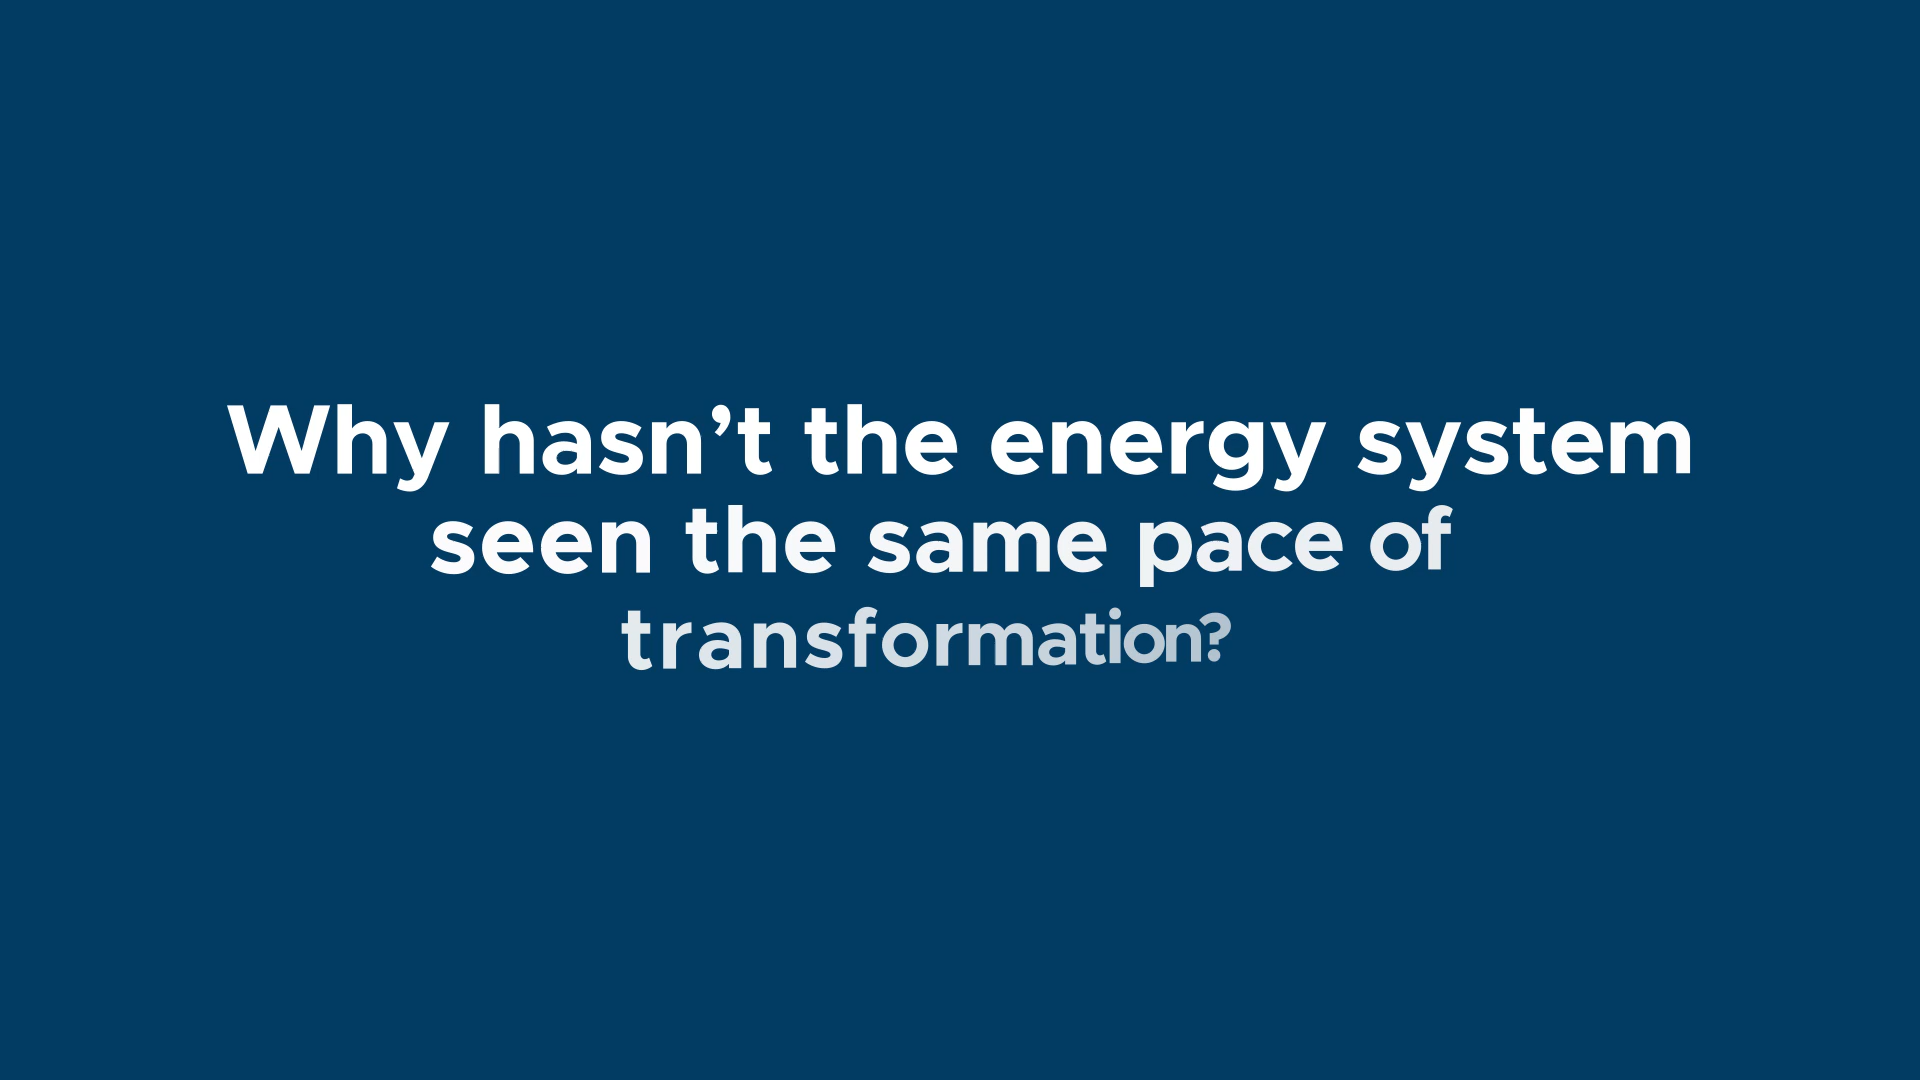 Why hasn’t the energy system
seen the same pace of
transformation?